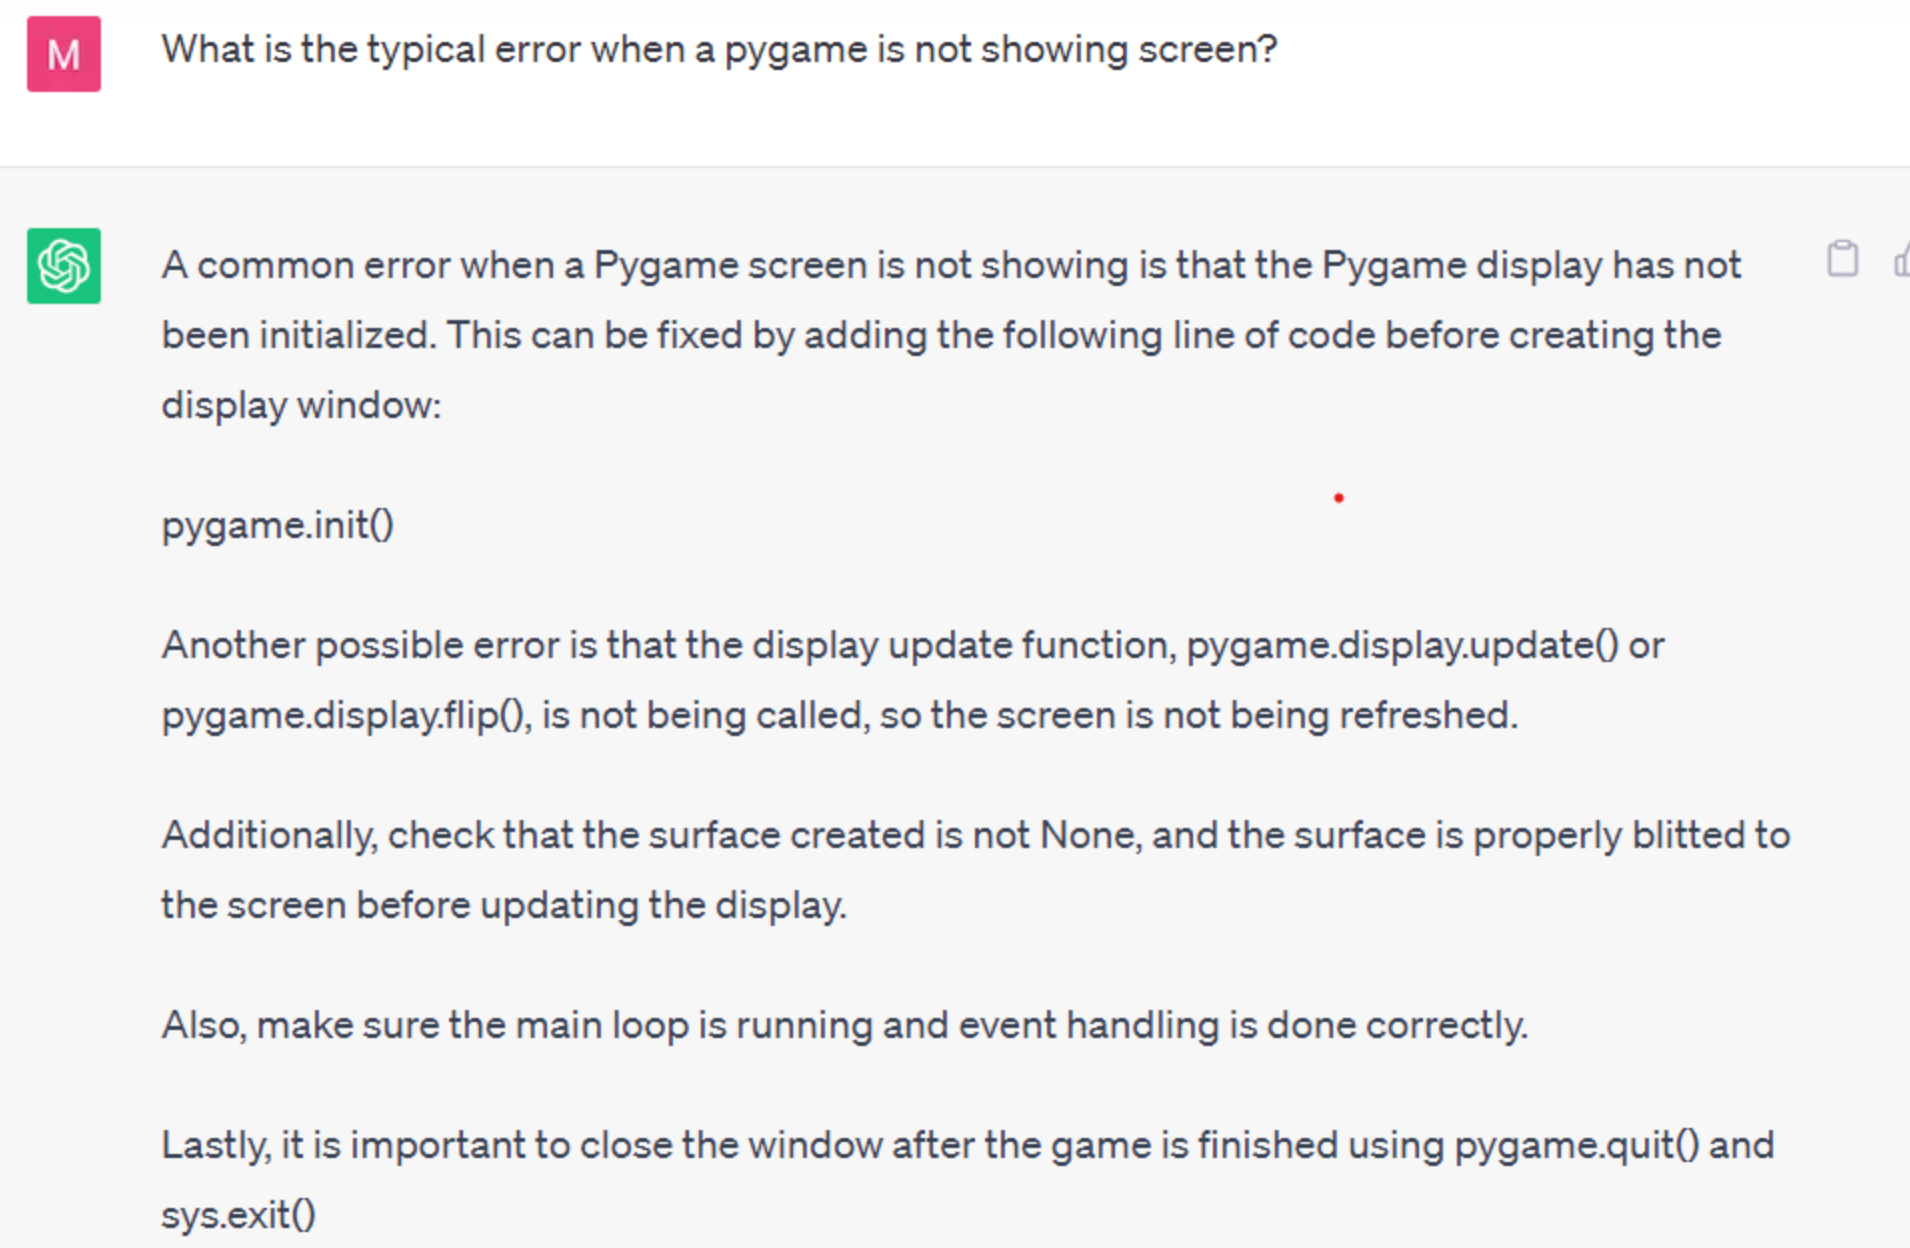 M
What is the typical error when a pygame is not showing screen?
A common error when a Pygame screen is not showing is that the Pygame display has not
been initialized. This can be fixed by adding the following line of code before creating the
display window:
pygame.init()
Another possible error is that the display update function, pygame.display.update() or
pygame.display.flip(), is not being called, so the screen is not being refreshed.
Additionally, check that the surface created is not None, and the surface is properly blitted to
the screen before updating the display.
Also, make sure the main loop is running and event handling is done correctly.
Lastly, it is important to close the window after the game is finished using pygame.quit() and
sys.exit()